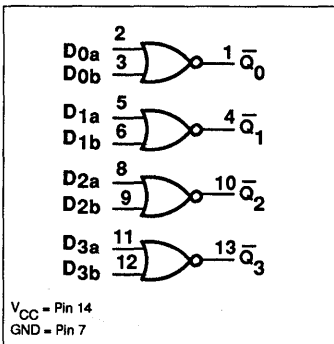 2
D0a
3 1 Q̅0
D0b
5
D1a
6 4 Q̅1
D1b
8
D2a
9 10 Q̅2
D2b
11
D3a
12 13 Q̅3
D3b
VCC = Pin 14
GND = Pin 7